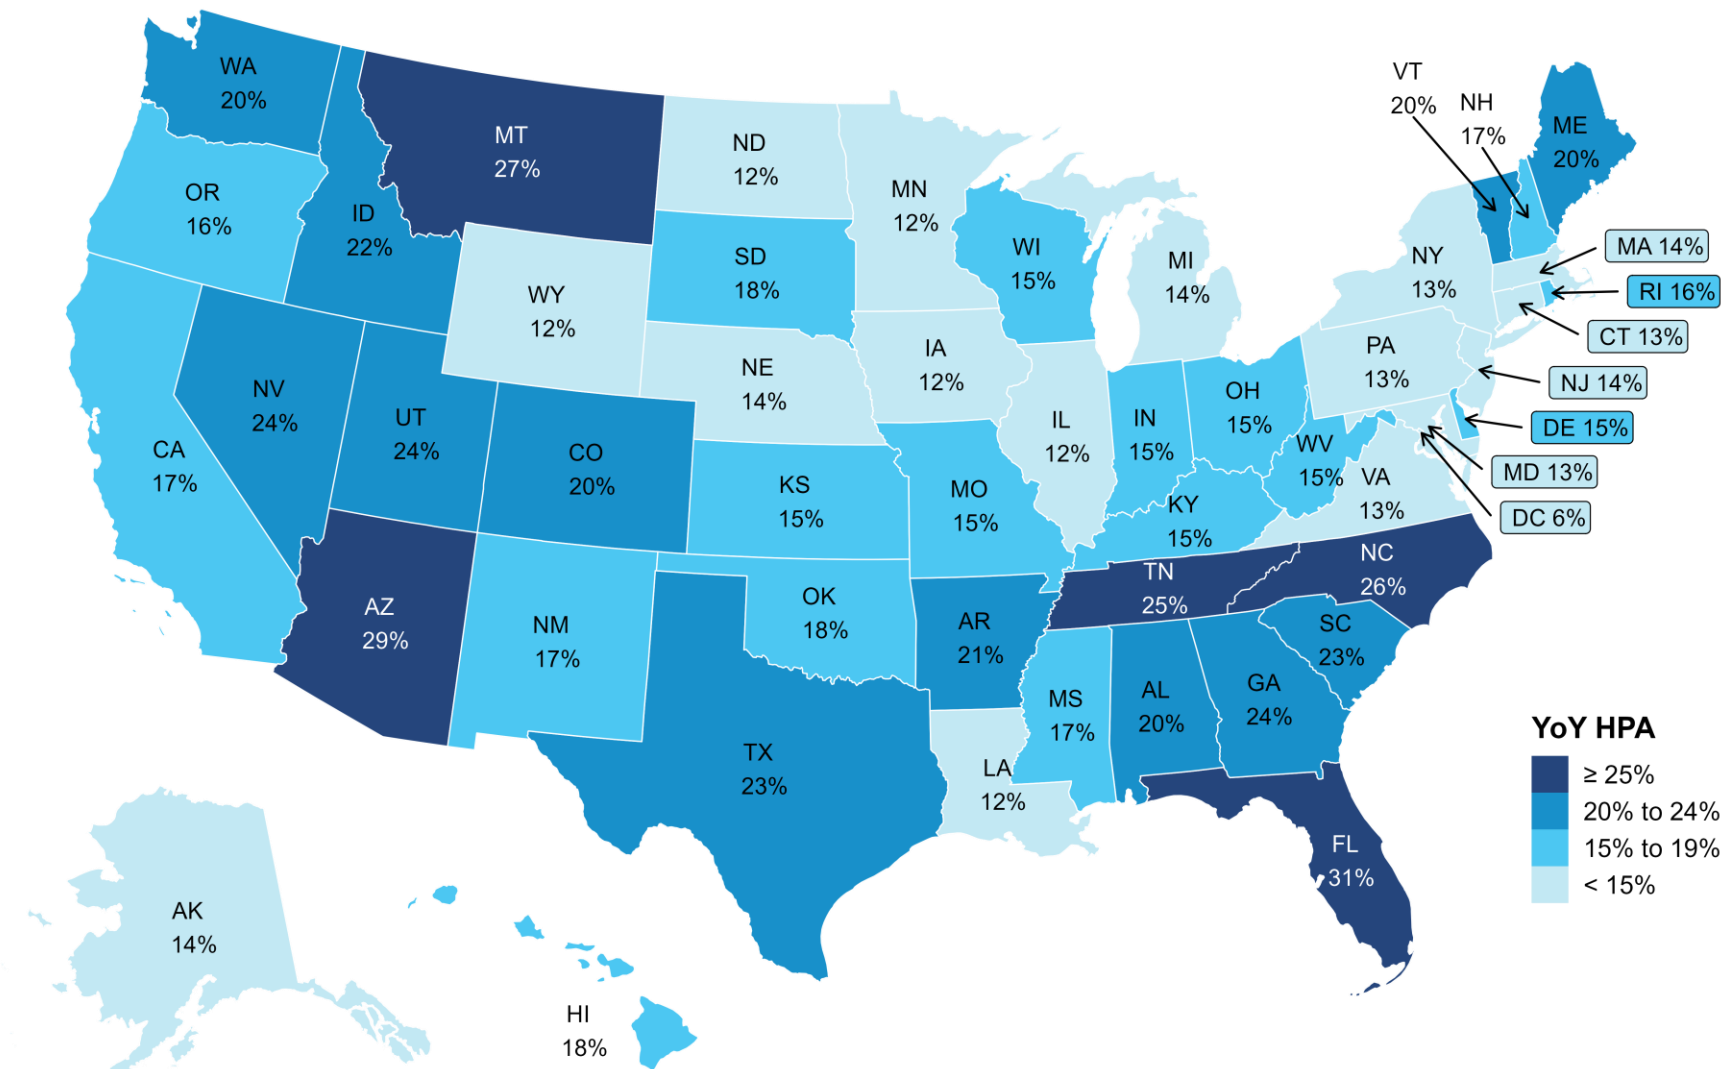 WA
20%
OR
16%
CA
17%
ID
22%
NV
24%
MT
27%
WY
12%
UT
24%
CO
20%
AZ
29%
NM
17%
ND
12%
SD
18%
NE
14%
KS
15%
OK
18%
TX
23%
MN
12%
IA
12%
MO
15%
AR
21%
LA
12%
WI
15%
IL
12%
MI
14%
IN
15%
OH
15%
KY
15%
TN
25%
MS
17%
AL
20%
GA
24%
FL
31%
SC
23%
NC
26%
WV
15%
VA
13%
PA
13%
NY
13%
VT
20%
NH
17%
ME
20%
MA 14%
RI 16%
CT 13%
NJ 14%
DE 15%
MD 13%
DC 6%
AK
14%
HI
18%
YoY HPA
≥ 25%
20% to 24%
15% to 19%
< 15%